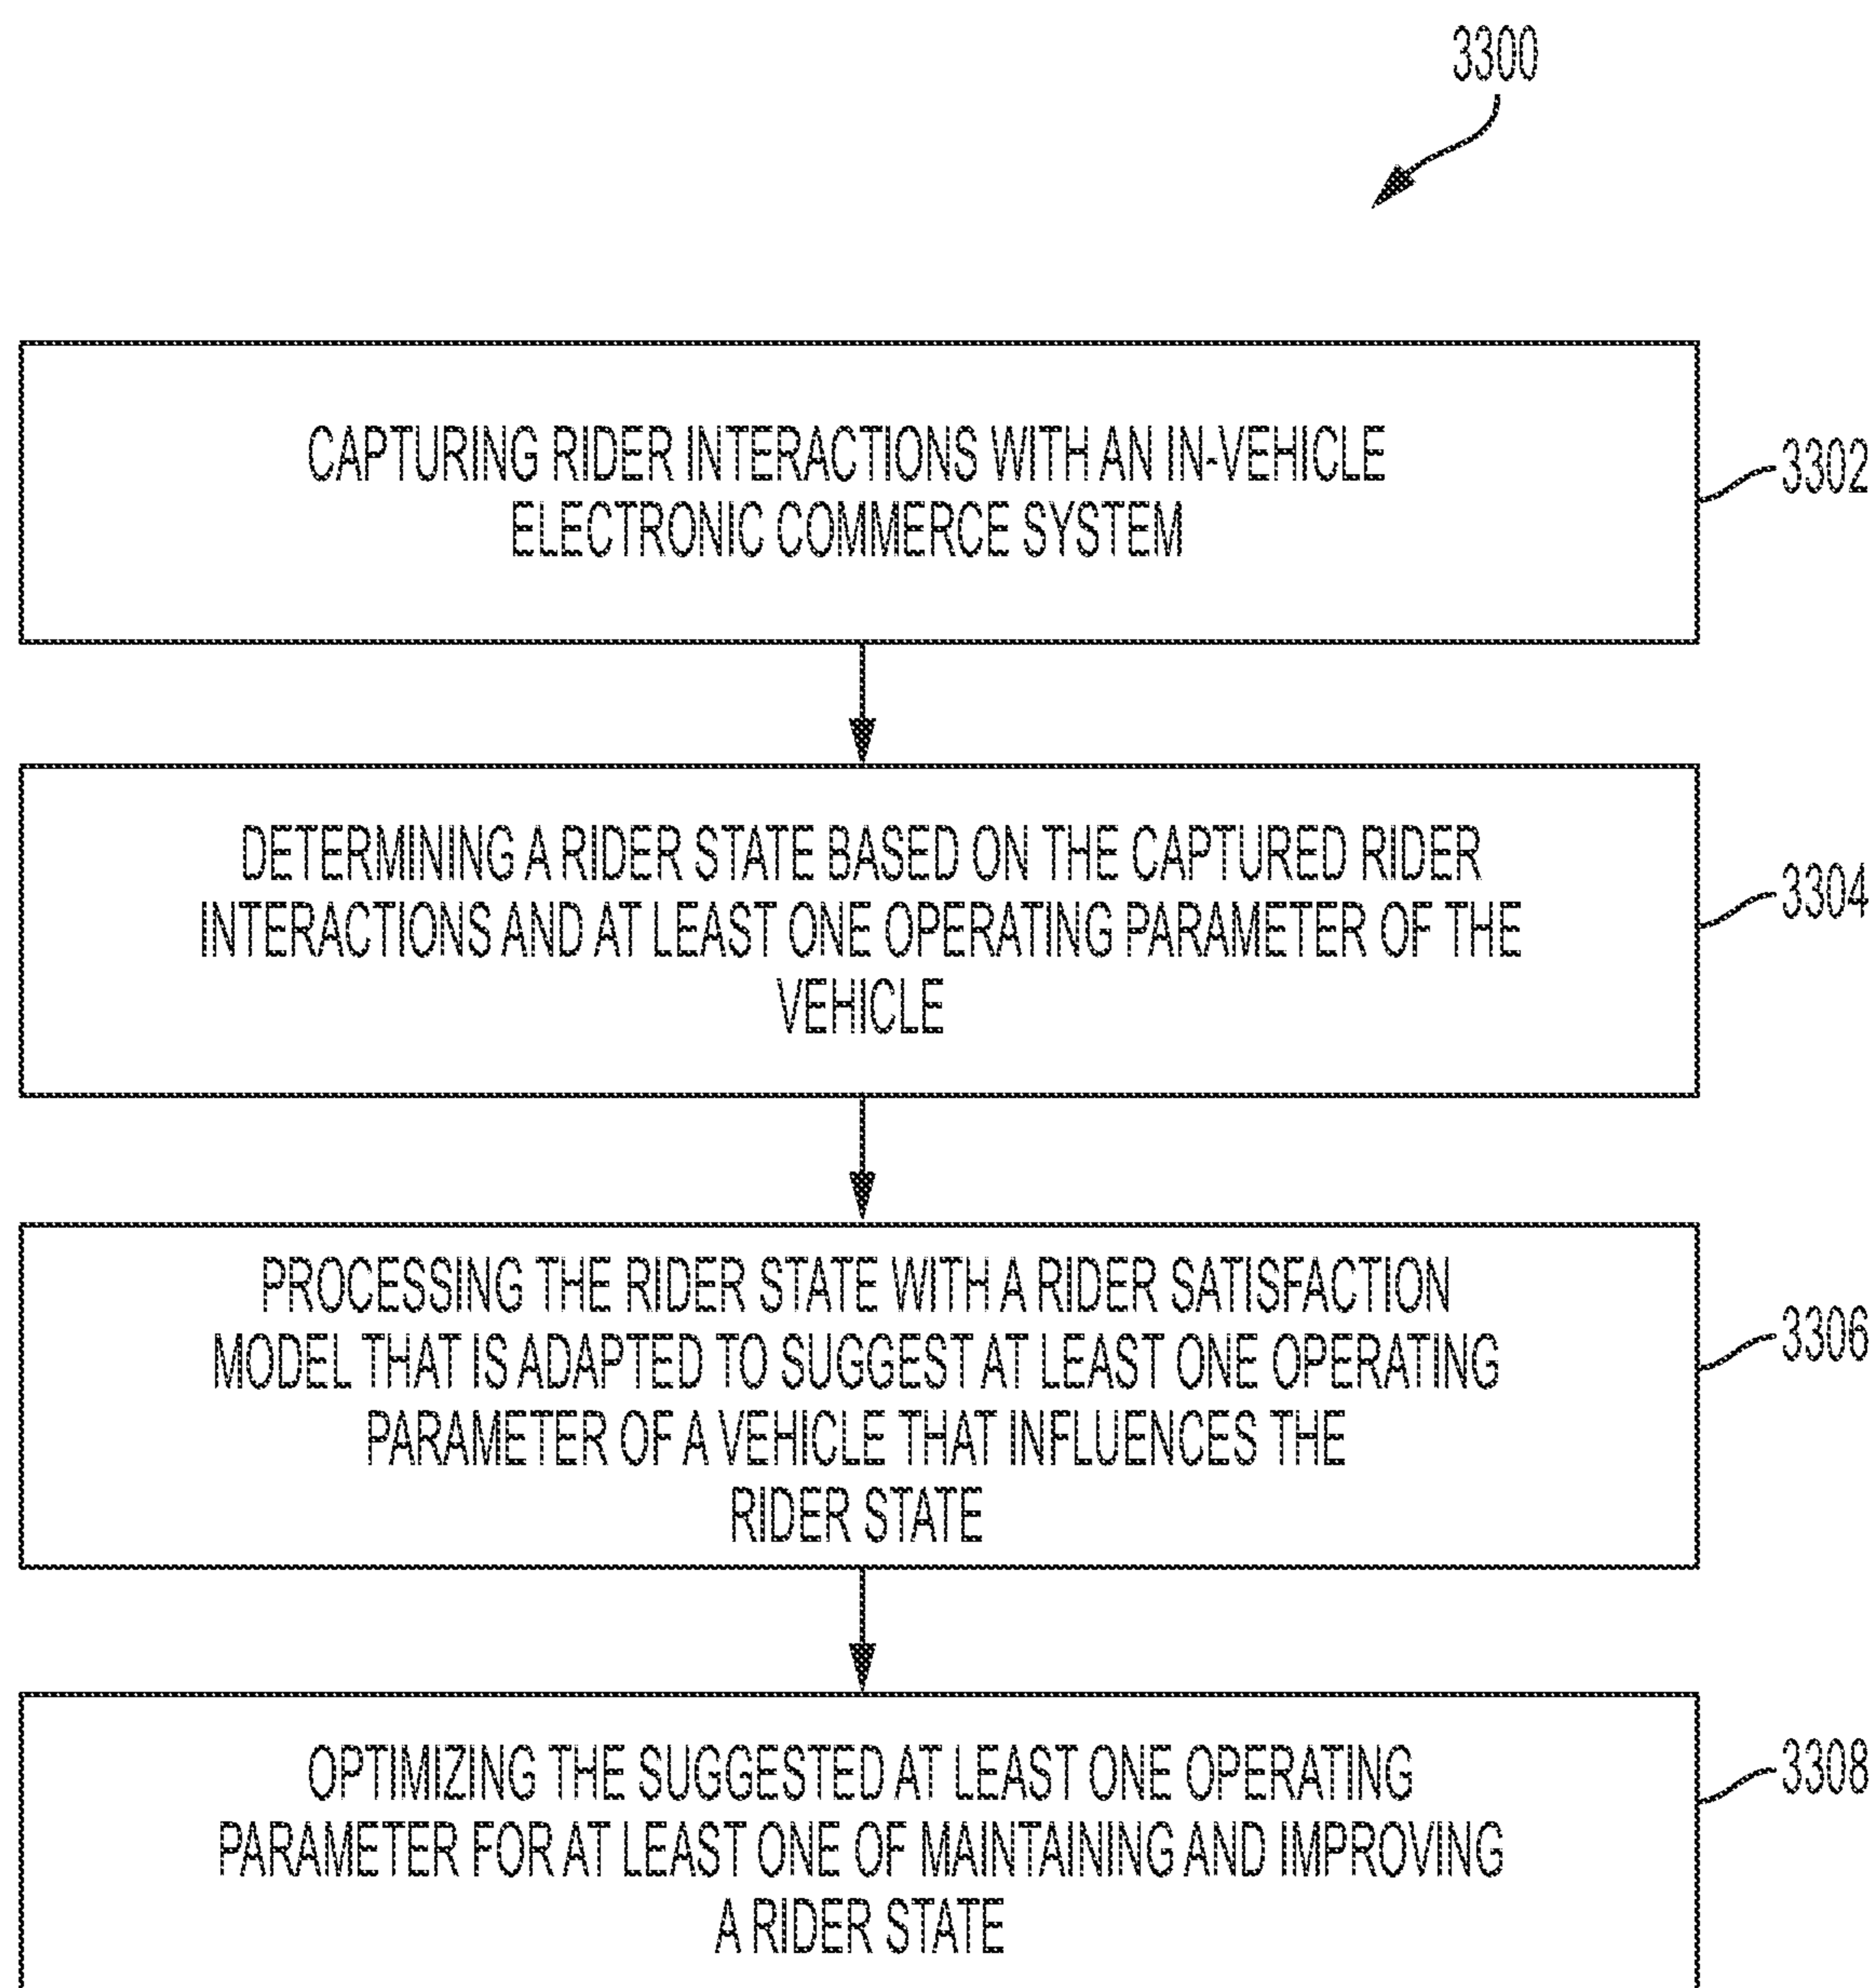 3300
CAPTURING RIDER INTERACTIONS WITH AN IN-VEHICLE
ELECTRONIC COMMERCE SYSTEM
3302
DETERMINING A RIDER STATE BASED ON THE CAPTURED RIDER
INTERACTIONS AND AT LEAST ONE OPERATING PARAMETER OF THE
VEHICLE
3304
PROCESSING THE RIDER STATE WITH A RIDER SATISFACTION
MODEL THAT IS ADAPTED TO SUGGEST AT LEAST ONE OPERATING
PARAMETER OF A VEHICLE THAT INFLUENCES THE
RIDER STATE
3306
OPTIMIZING THE SUGGESTED AT LEAST ONE OPERATING
PARAMETER FOR AT LEAST ONE OF MAINTAINING AND IMPROVING
A RIDER STATE
3308